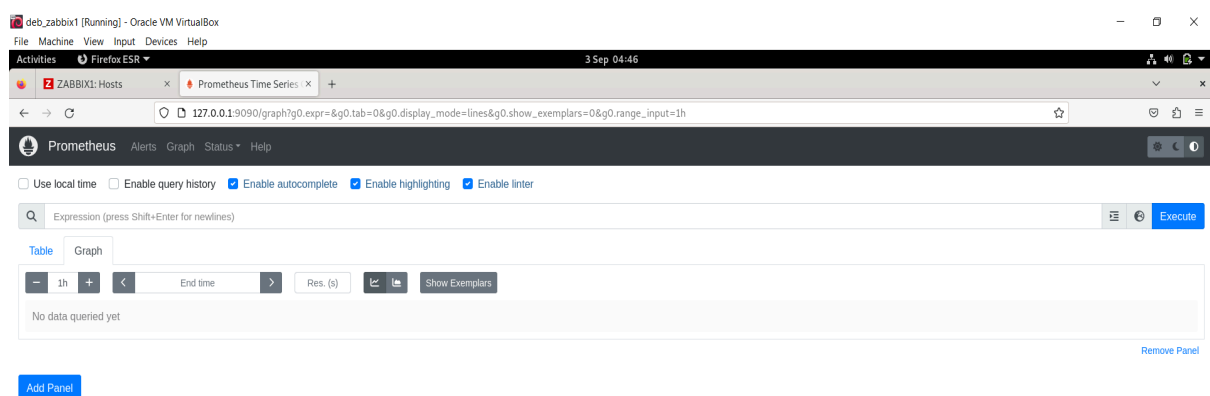 deb_zabbix1 [Running] - Oracle VM VirtualBox
File Machine View Input Devices Help
Activities Firefox ESR 3 Sep 04:46
ZABBIX1: Hosts × Prometheus Time Series × +
127.0.0.1:9090/graph?g0.expr=&g0.tab=0&g0.display_mode=lines&g0.show_exemplars=0&g0.range_input=1h
Prometheus Alerts Graph Status Help
Use local time Enable query history Enable autocomplete Enable highlighting Enable linter
Expression (press Shift+Enter for newlines) Execute
Table Graph
− 1h + < End time > Res. (s) Show Exemplars
No data queried yet
Remove Panel
Add Panel